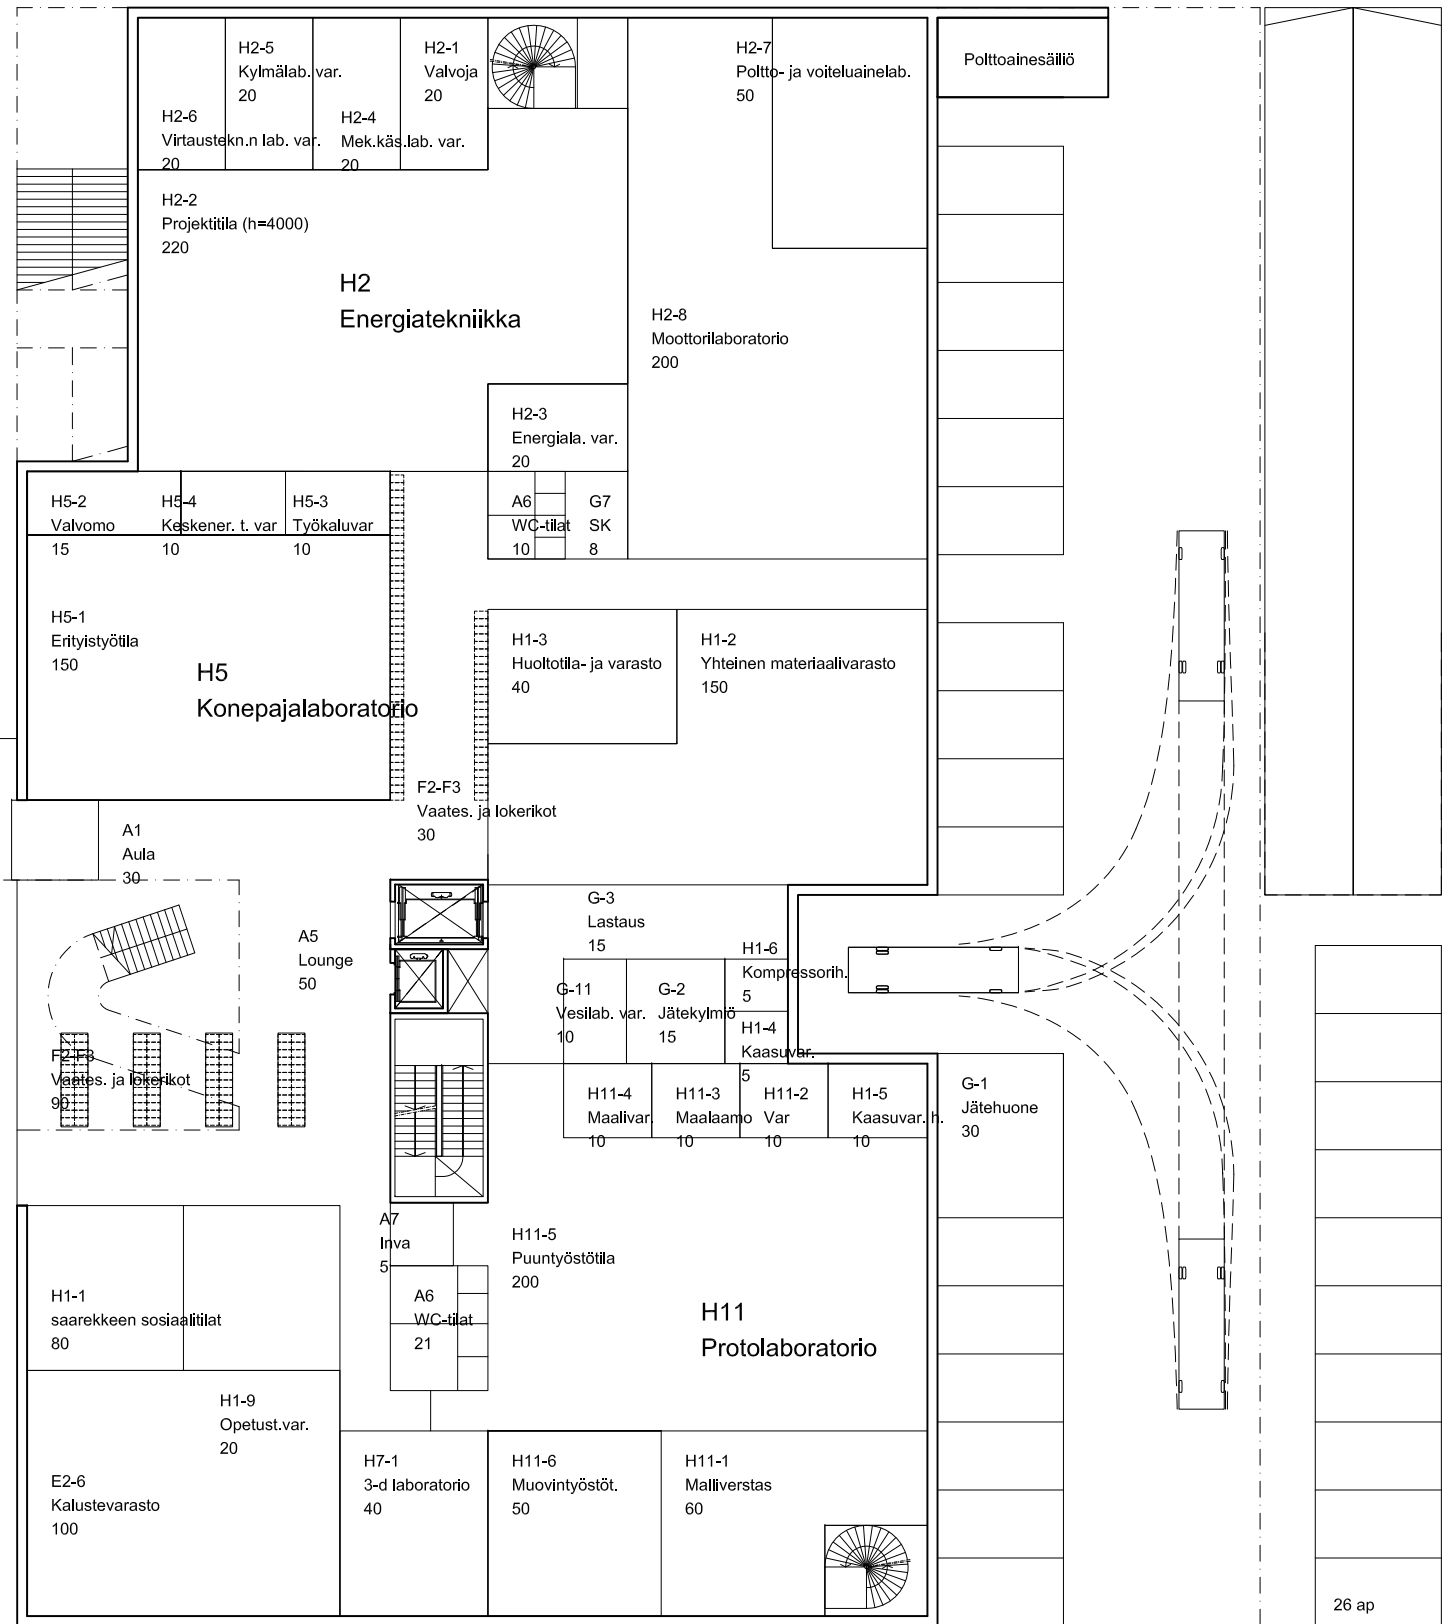 H2-5
Kylmälab. var.
20
H2-1
Valvoja
20
H2-7
Poltto- ja voiteluainelab.
50
Polttoainesäiliö
H2-6
Virtaustekn.n lab. var.
20
H2-4
Mek.käs.lab. var.
20
H2-2
Projektitila (h=4000)
220
H2
Energiatekniikka
H2-8
Moottorilaboratorio
200
H2-3
Energiala. var.
20
H5-2
Valvomo
15
H5-4
Keskener. t. var
10
H5-3
Työkaluvar
10
A6
WC-tilat
10
G7
SK
8
H5-1
Erityistyötila
150
H5
Konepajalaboratorio
H1-3
Huoltotila- ja varasto
40
H1-2
Yhteinen materiaalivarasto
150
F2-F3
Vaates. ja lokerikot
30
A1
Aula
30
A5
Lounge
50
G-3
Lastaus
15
H1-6
Kompressorih.
5
G-11
Vesilab. var.
10
G-2
Jätekylmiö
15
H1-4
Kaasuvar.
5
F2-F3
Vaates. ja lokerikot
90
H11-4
Maalivar.
10
H11-3
Maalaamo
10
H11-2
Var
10
H1-5
Kaasuvar. h.
10
G-1
Jätehuone
30
A7
Inva
5
H11-5
Puuntyöstötila
200
H1-1
saarekkeen sosiaalitilat
80
A6
WC-tilat
21
H11
Protolaboratorio
H1-9
Opetust.var.
20
E2-6
Kalustevarasto
100
H7-1
3-d laboratorio
40
H11-6
Muovintyöstöt.
50
H11-1
Malliverstas
60
26 ap